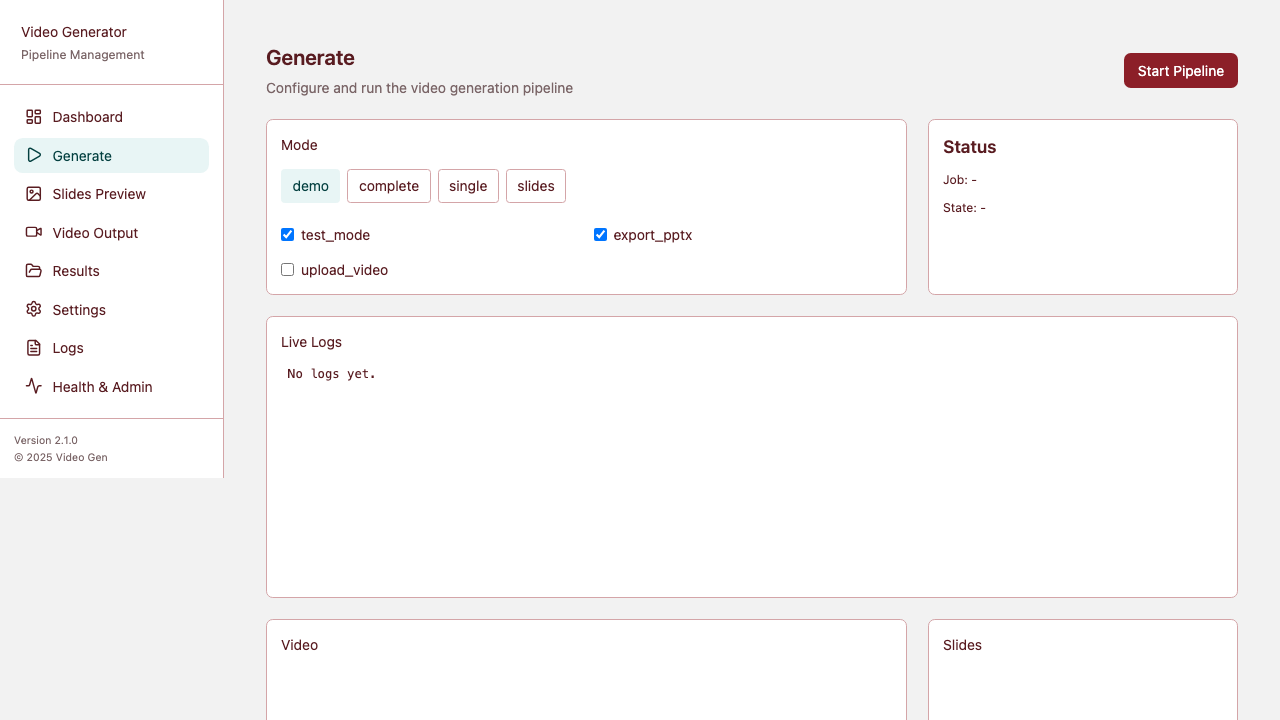 Video Generator
Pipeline Management
Dashboard
Generate
Slides Preview
Video Output
Results
Settings
Logs
Health & Admin
Version 2.1.0
© 2025 Video Gen
Generate
Configure and run the video generation pipeline
Start Pipeline
Mode
demo complete single slides
test_mode export_pptx
upload_video
Status
Job: -
State: -
Live Logs
No logs yet.
Video
Slides